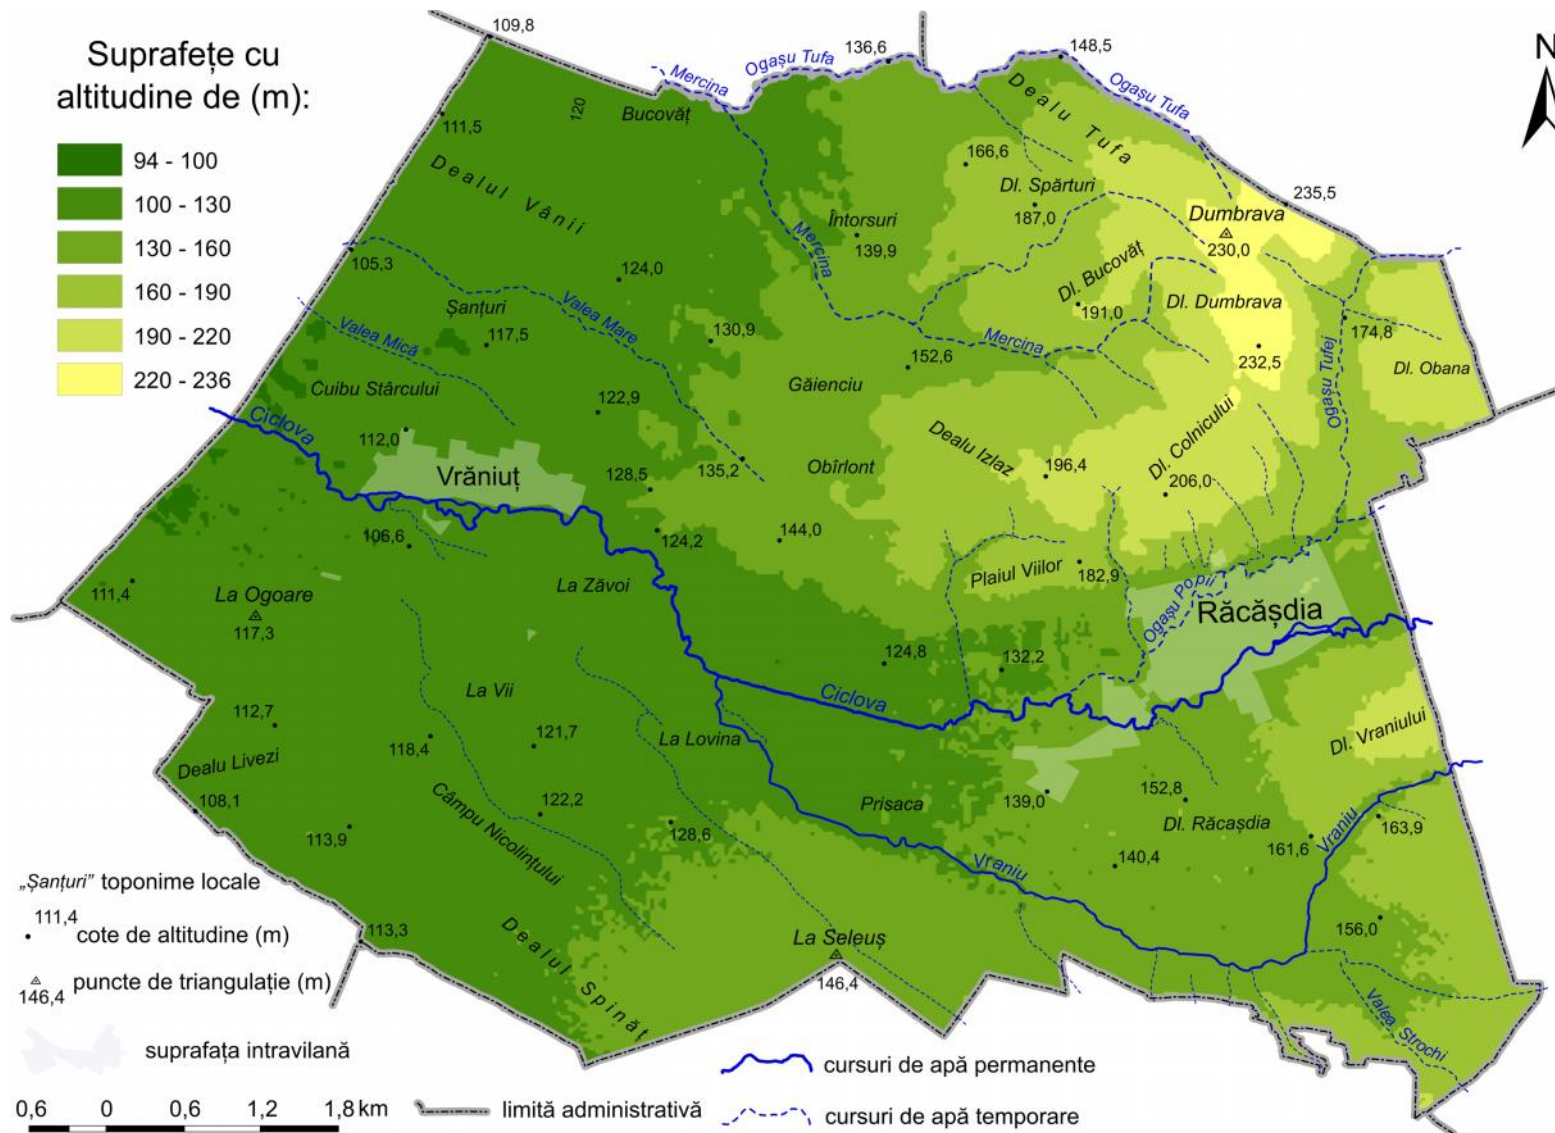 Suprafețe cu
altitudine de (m):
94 - 100
100 - 130
130 - 160
160 - 190
190 - 220
220 - 236
N
109,8
136,6
148,5
Ogașu Tufa
Mercina
Ogașu Tufa
Dealu Tufa
120
Bucovăț
111,5
Dealul Vânii
166,6
Dl. Spărturi
187,0
235,5
Dumbrava
230,0
Întorsuri
139,9
Mercina
105,3
124,0
Șanțuri
Valea Mare
Dl. Bucovăț
191,0
Dl. Dumbrava
Valea Mică
117,5
130,9
Mercina
174,8
152,6
232,5
Ogașu Tufei
Dl. Obana
Cuibu Stârcului
Găienciu
122,9
Ciclova
112,0
Dealu Izlaz
Dl. Colnicului
Vrăniuț
128,5
135,2
Obîrlont
196,4
206,0
106,6
124,2
144,0
Plaiul Viilor
182,9
La Zăvoi
111,4
La Ogoare
117,3
Ogașu Popii
Răcășdia
124,8
132,2
La Vii
Ciclova
112,7
118,4
121,7
La Lovina
Dl. Vraniului
Dealu Livezi
108,1
Câmpu Nicolințului
122,2
Prisaca
139,0
152,8
Dl. Răcașdia
Vraniu
163,9
113,9
128,6
161,6
140,4
Vraniu
„Șanțuri” toponime locale
111,4
cote de altitudine (m)
113,3
Dealul Spinăț
La Seleuș
146,4
156,0
puncte de triangulație (m)
146,4
Valea Strochi
suprafața intravilană
cursuri de apă permanente
0,6 0 0,6 1,2 1,8 km
limită administrativă
cursuri de apă temporare